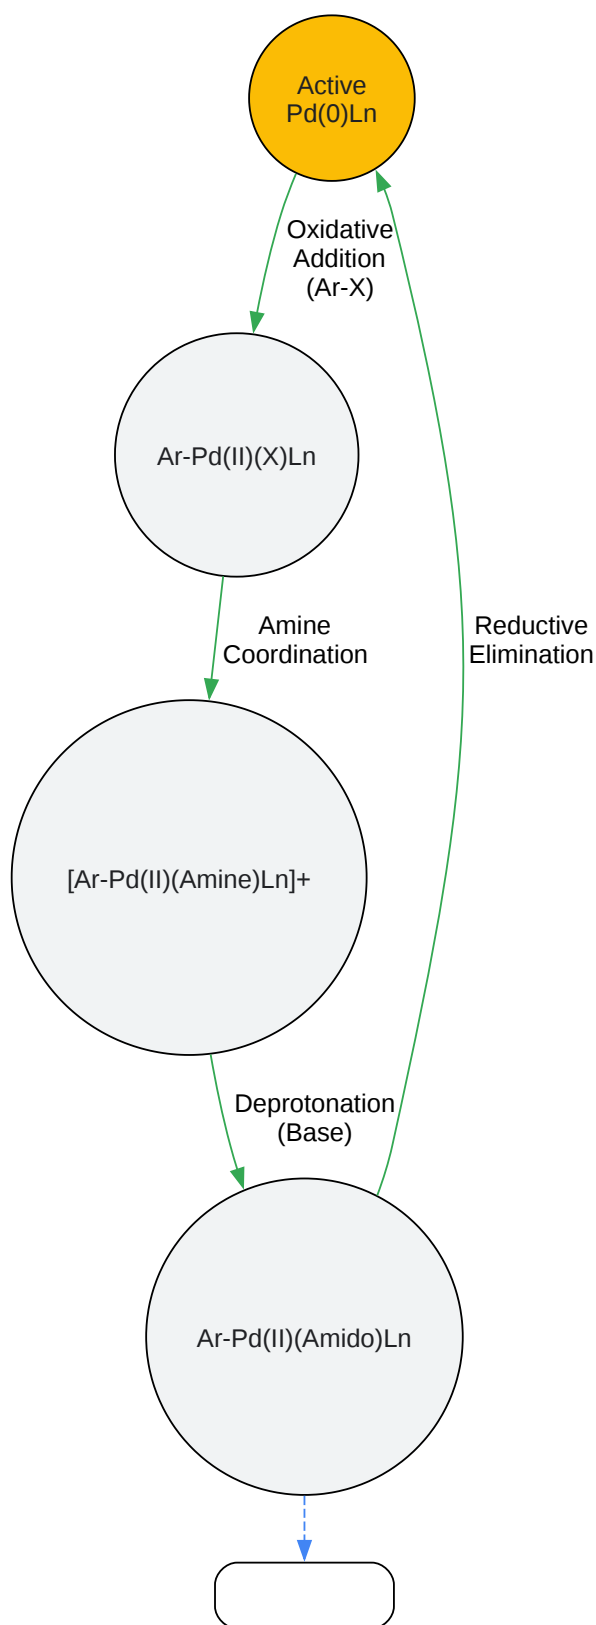 Active
Pd(0)Ln
Oxidative
Addition
(Ar-X)
Ar-Pd(II)(X)Ln
Amine
Coordination
Reductive
Elimination
[Ar-Pd(II)(Amine)Ln]+
Deprotonation
(Base)
Ar-Pd(II)(Amido)Ln